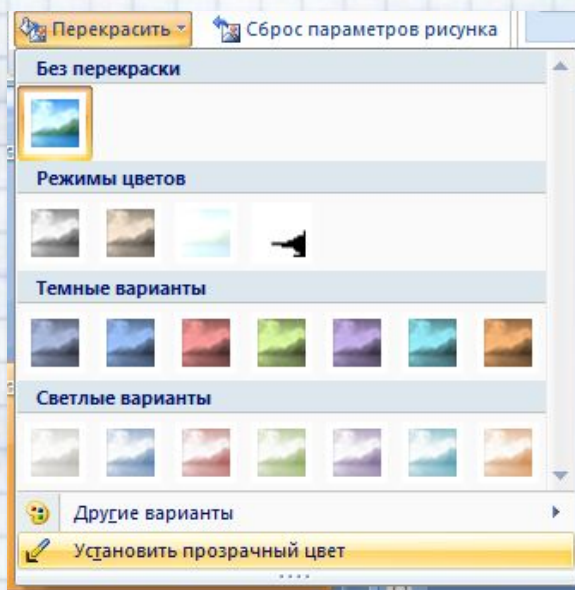 Перекрасить Сброс параметров рисунка
Без перекраски
Режимы цветов
Темные варианты
Светлые варианты
Другие варианты
Установить прозрачный цвет